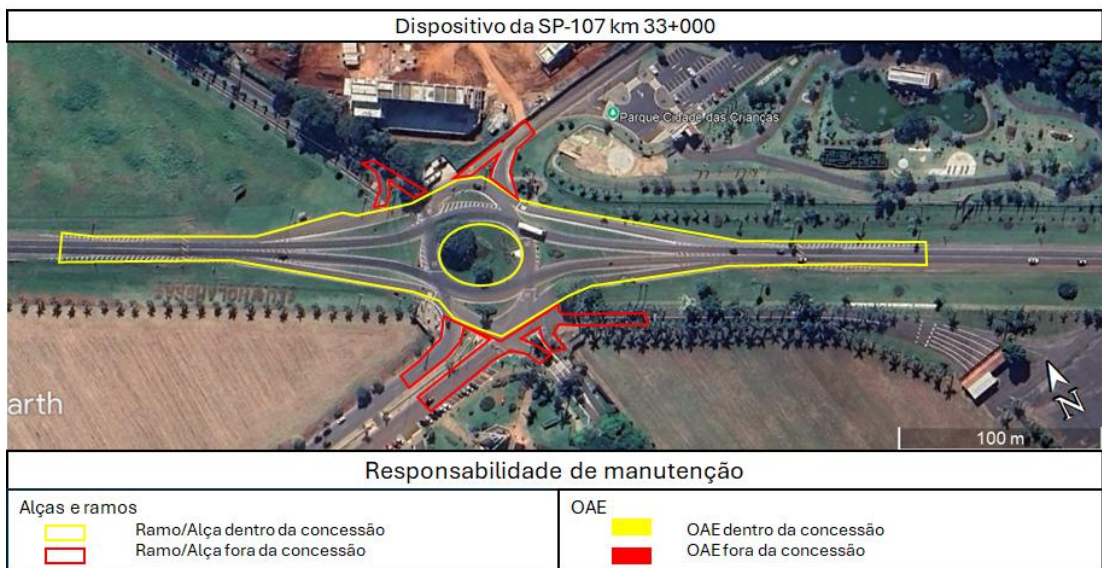 Dispositivo da SP-107 km 33+000
Parque Cidade das Crianças
arth
N
100 m
Responsabilidade de manutenção
Alças e ramos
Ramo/Alça dentro da concessão
Ramo/Alça fora da concessão
OAE
OAE dentro da concessão
OAE fora da concessão